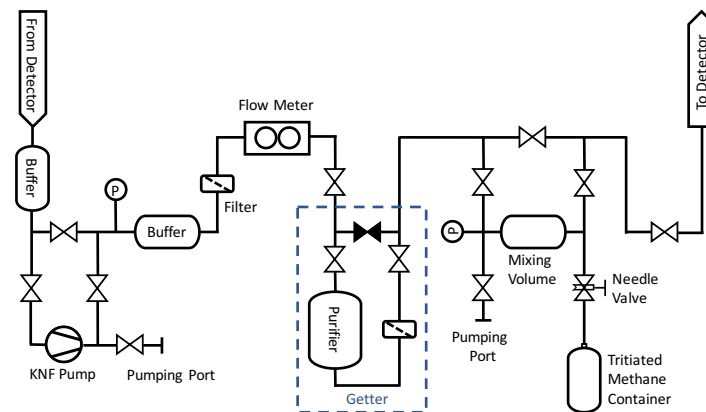 From Detector
To Detector
Flow Meter
Buffer
P
Filter
Buffer
P
Mixing
Volume
Needle
Valve
Purifier
Pumping
Port
KNF Pump
Pumping Port
Tritiated
Methane
Container
Getter